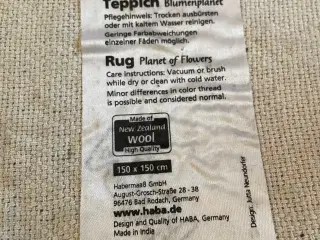 Teppich Blumenplanet
Pflegehinweis: Trocken ausbürsten
oder mit kaltem Wasser reinigen.
Geringe Farbabweichungen
einzelner Fäden möglich.
Rug Planet of Flowers
Care instructions: Vacuum or brush
while dry or clean with cold water.
Minor differences in color thread
is possible and considered normal.
Made of
New Zealand
wool
High Quality
150 x 150 cm
Habermaaß GmbH
August-Grosch-Straße 28 - 38
96476 Bad Rodach, Germany
www.haba.de
Design and Quality of HABA, Germany
Made in India
Design: Jutta Neundorfer